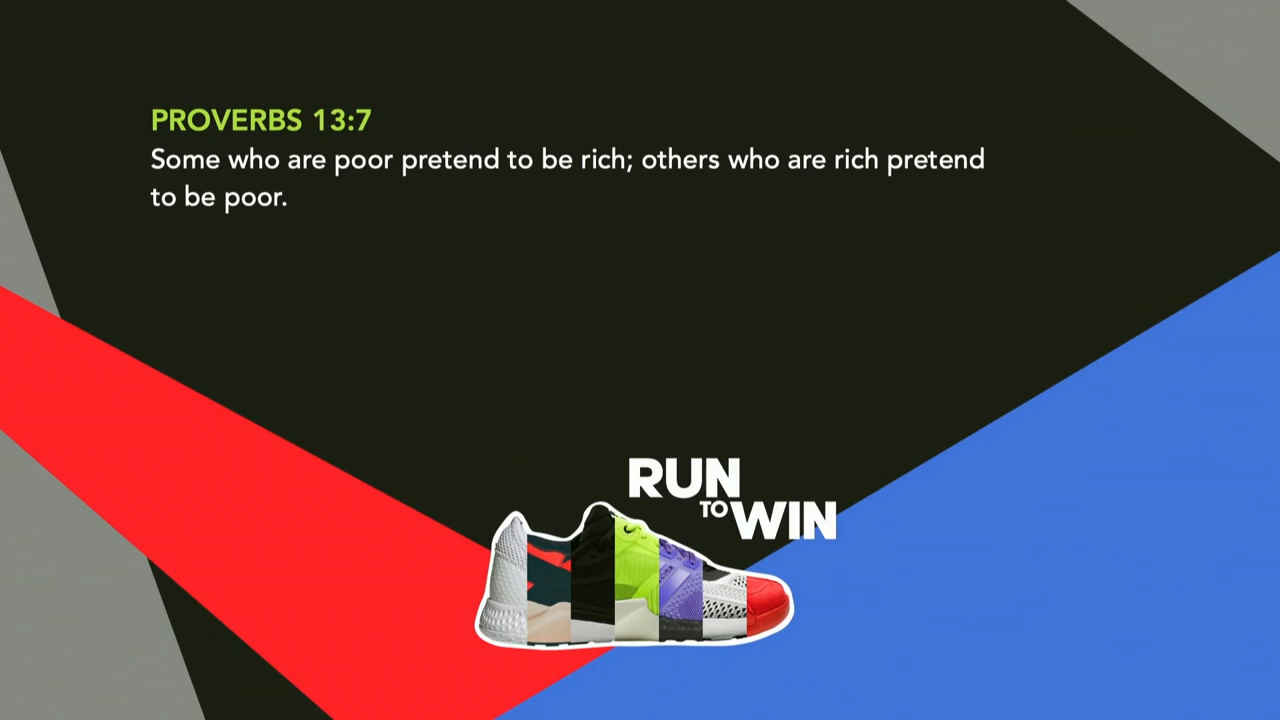 PROVERBS 13:7
Some who are poor pretend to be rich; others who are rich pretend
to be poor.
RUN
TO WIN